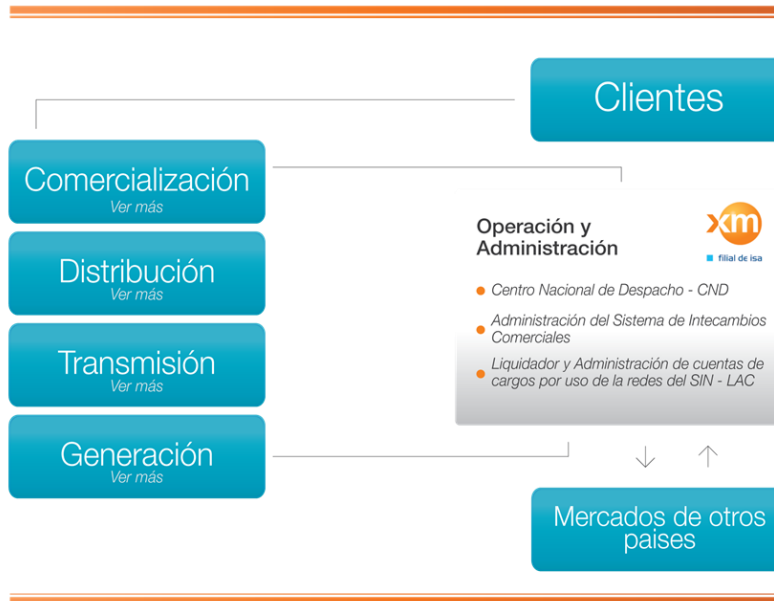 Clientes
Comercialización
Ver más
Distribución
Ver más
Transmisión
Ver más
Generación
Ver más
Operación y
Administración
xm
filial de isa
Centro Nacional de Despacho - CND
Administración del Sistema de Intecambios
Comerciales
Liquidador y Administración de cuentas de
cargos por uso de la redes del SIN - LAC
Mercados de otros
paises